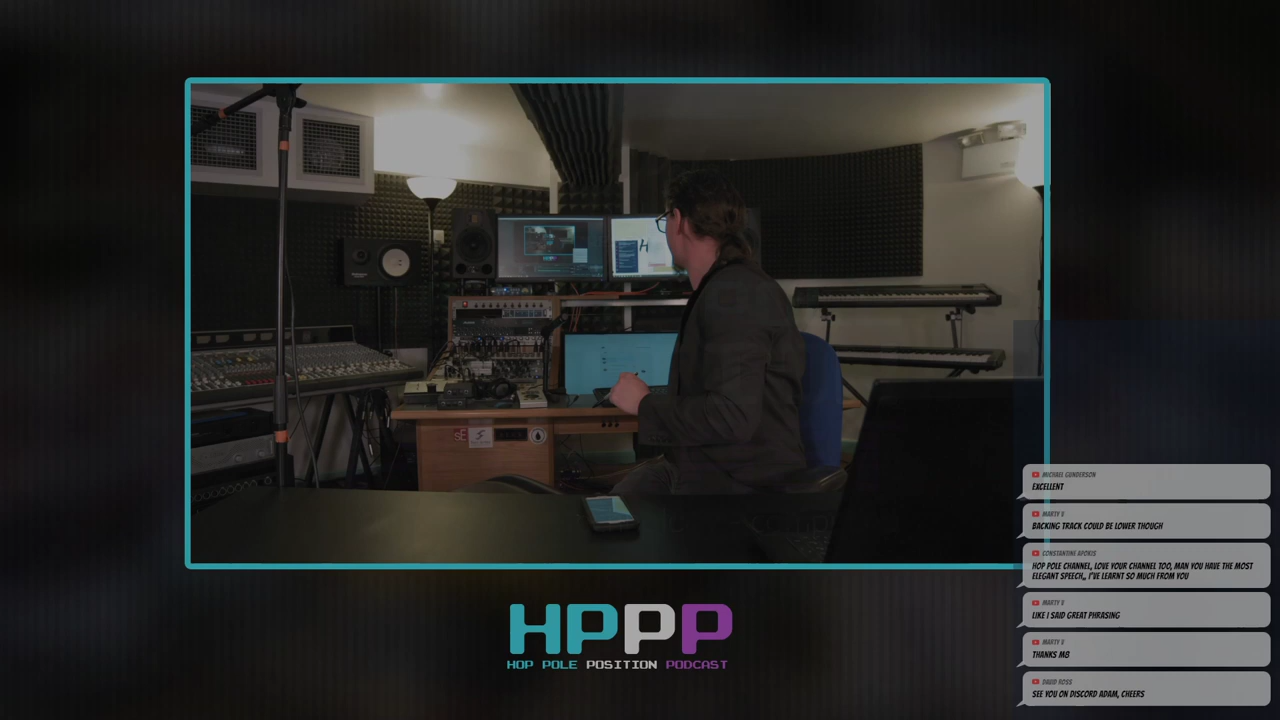 H
sE
MICHAEL GUNDERSON
EXCELLENT
MARTY V
BACKING TRACK COULD BE LOWER THOUGH
CONSTANTINE APOKIS
HOP POLE CHANNEL, LOVE YOUR CHANNEL TOO, MAN YOU HAVE THE MOST
ELEGANT SPEECH,, I'VE LEARNT SO MUCH FROM YOU
MARTY V
LIKE I SAID GREAT PHRASING
MARTY V
THANKS M8
DAVID ROSS
SEE YOU ON DISCORD ADAM, CHEERS
HPPP
HOP POLE POSITION PODCAST